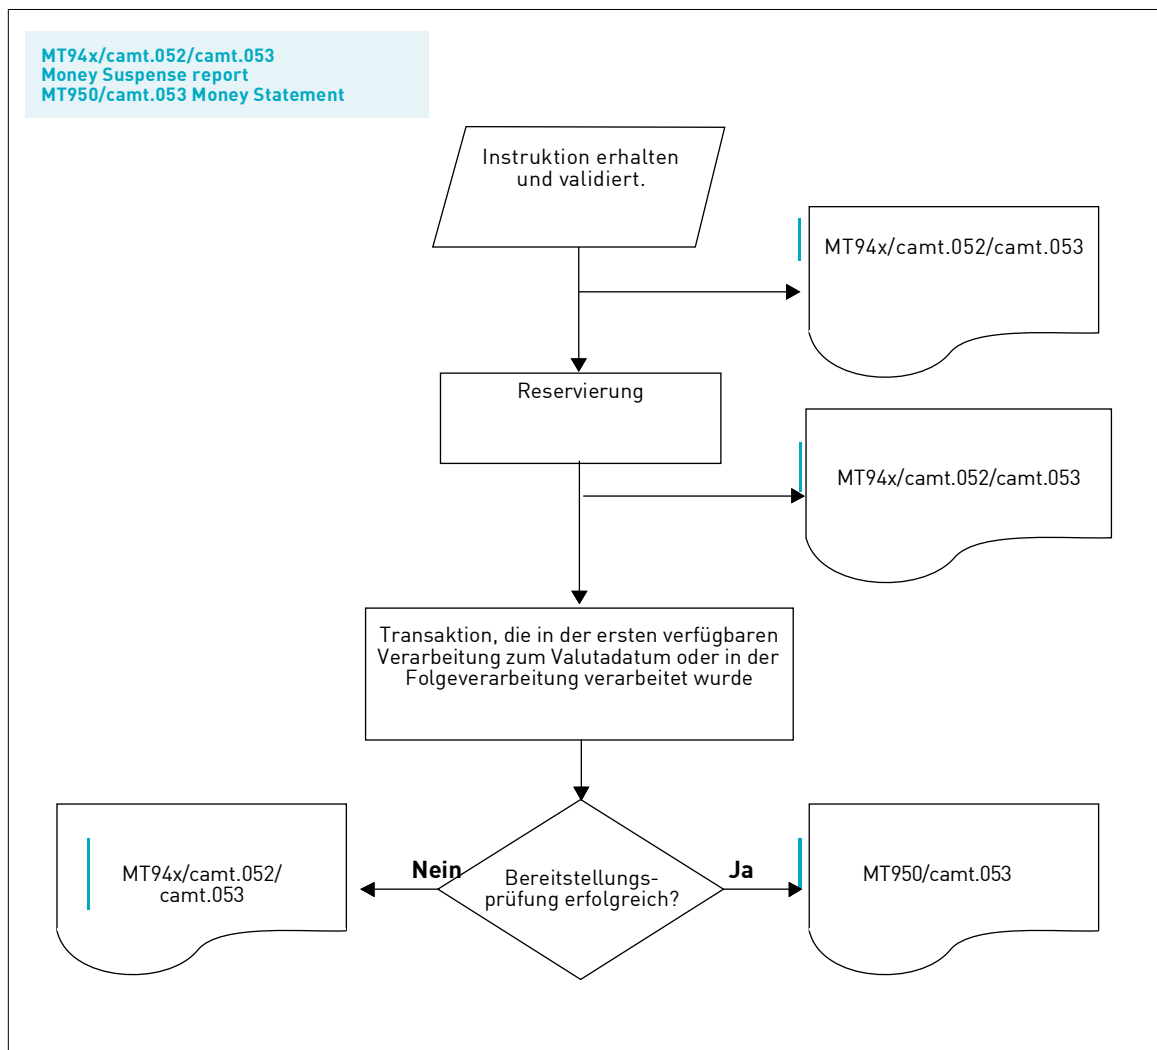 MT94x/camt.052/camt.053
Money Suspense report
MT950/camt.053 Money Statement
Instruktion erhalten
und validiert.
MT94x/camt.052/camt.053
Reservierung
MT94x/camt.052/camt.053
Transaktion, die in der ersten verfügbaren
Verarbeitung zum Valutadatum oder in der
Folgeverarbeitung verarbeitet wurde
MT94x/camt.052/
camt.053
Nein
Bereitstellungs-
prüfung erfolgreich?
Ja
MT950/camt.053